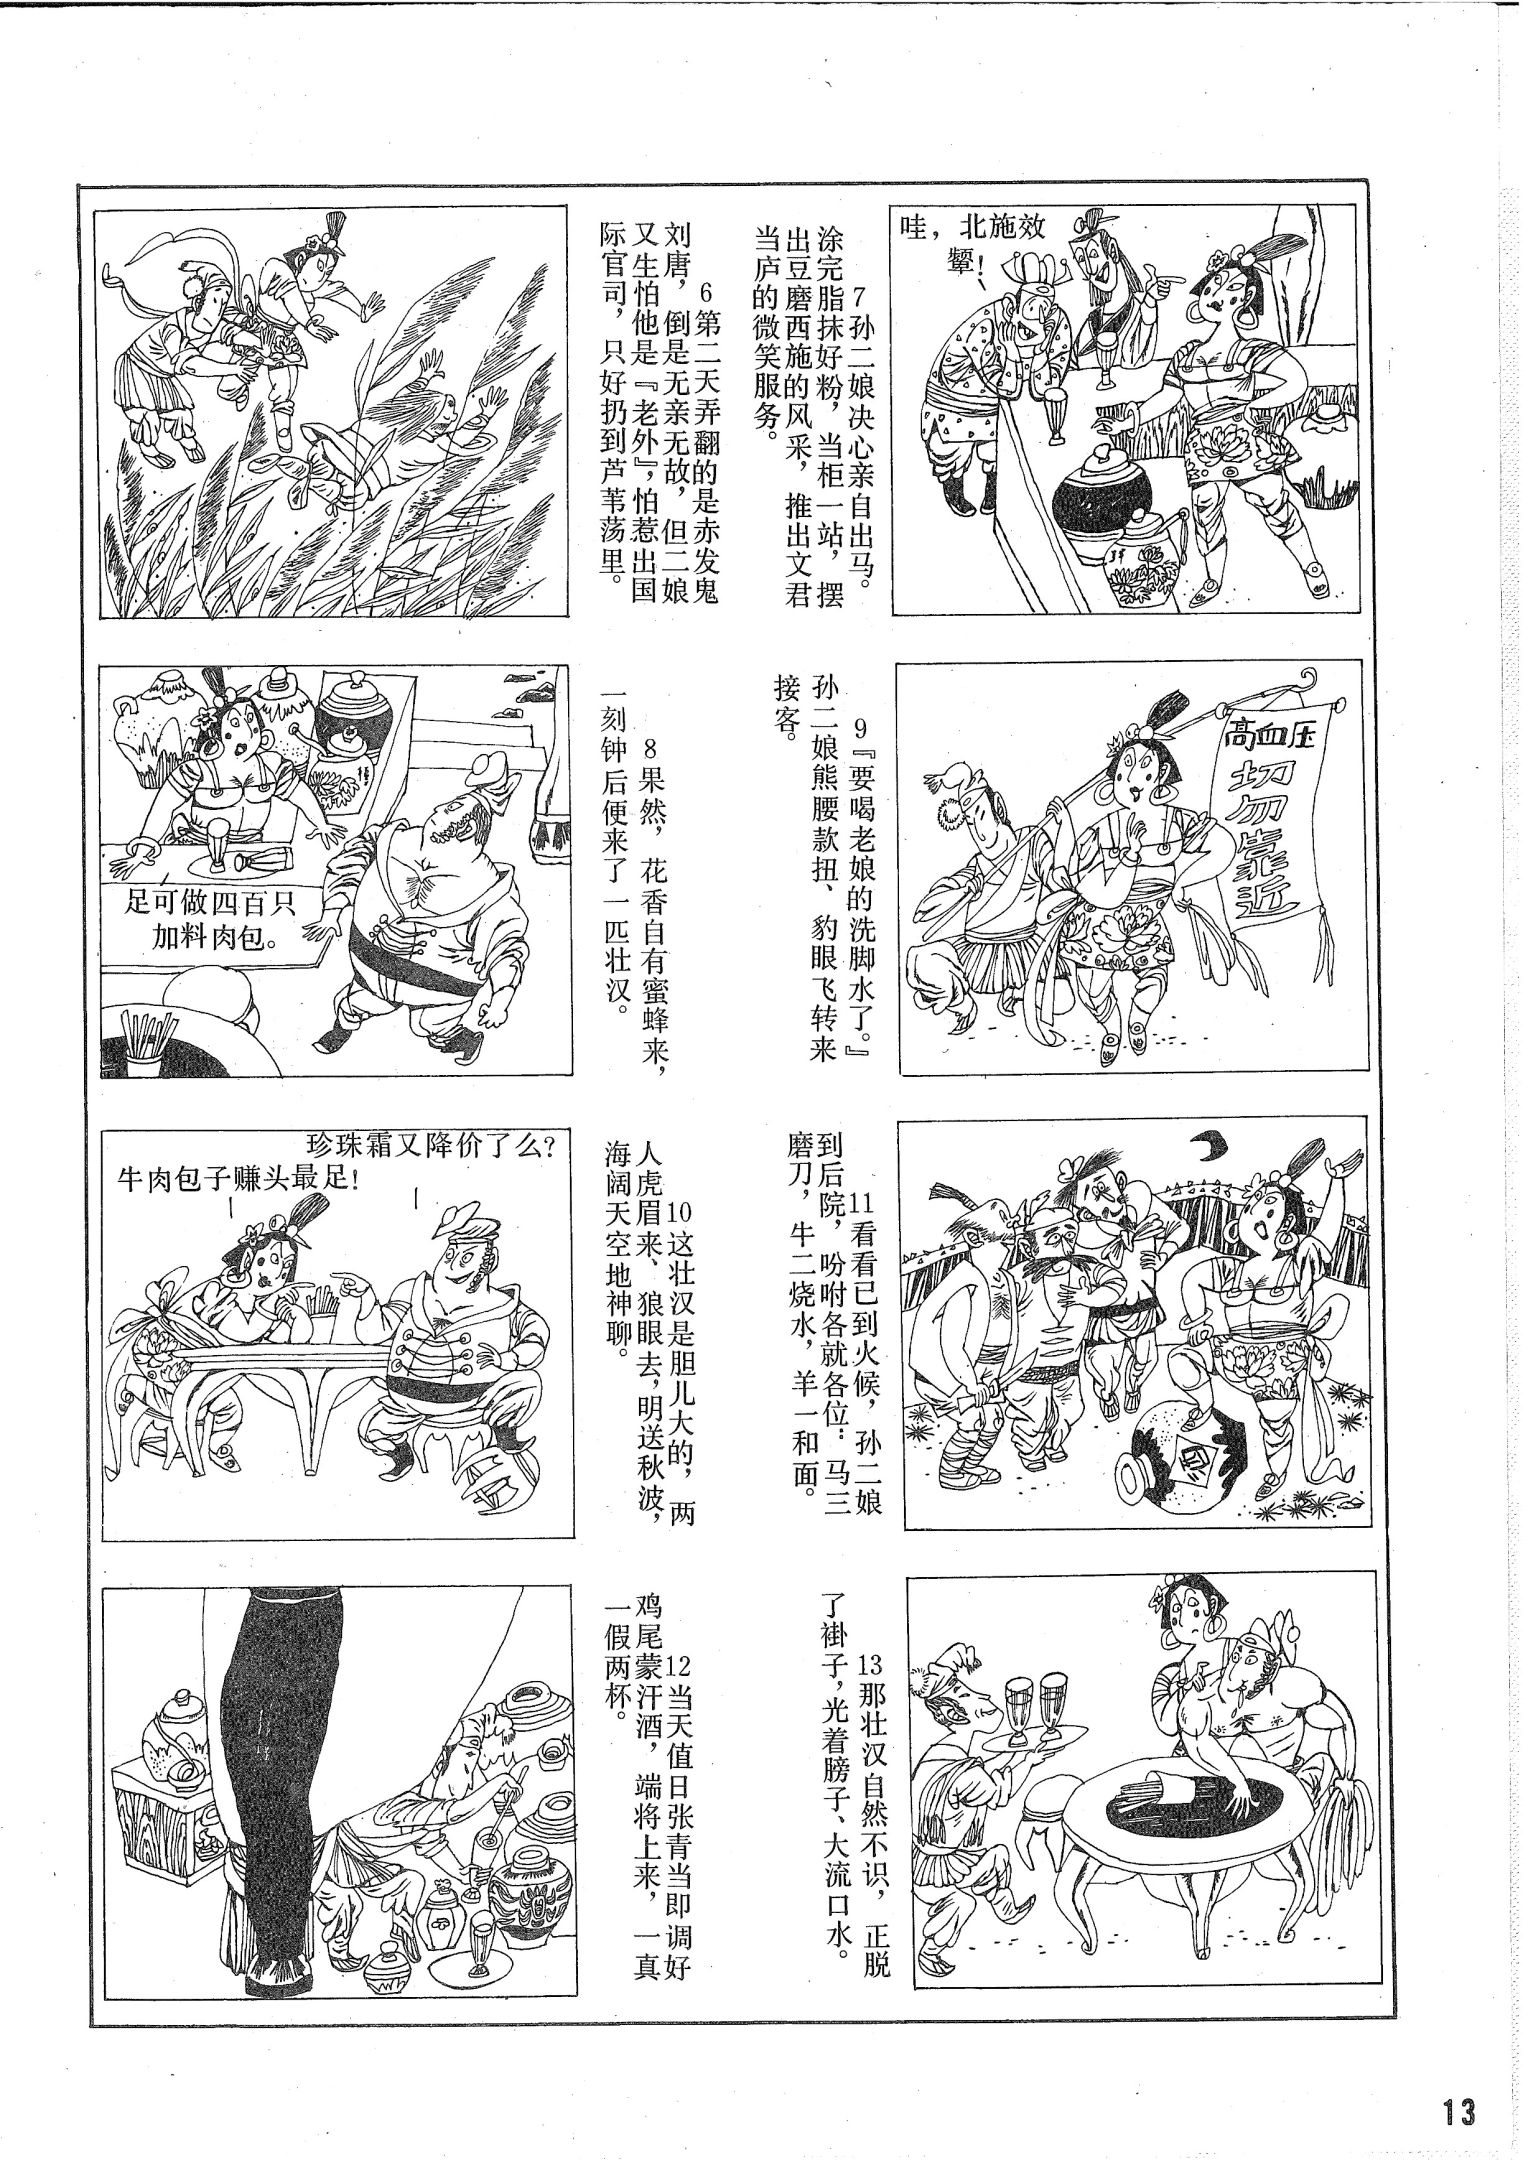 6第二天弄翻的是赤发鬼
刘唐，倒是无亲无故，但二娘
又生怕他是『老外』，怕惹出国
际官司，只好扔到芦苇荡里。
哇，北施效
颦！
7孙二娘决心亲自出马。
涂完脂抹好粉，当柜一站，摆
出豆磨西施的风采，推出文君
当庐的微笑服务。
足可做四百只
加料肉包。
8果然，花香自有蜜蜂来，
一刻钟后便来了一匹壮汉。
高血压
切勿靠近
9『要喝老娘的洗脚水了。』
孙二娘熊腰款扭、豹眼飞转来
接客。
珍珠霜又降价了么？
牛肉包子赚头最足！
10这壮汉是胆儿大的，两
人虎眉来、狼眼去，明送秋波，
海阔天空地神聊。
酒
11看看已到火候，孙二娘
到后院，吩咐各就各位：马三
磨刀，牛二烧水，羊一和面。
12当天值日张青当即调好
鸡尾蒙汗酒，端将上来，一真
一假两杯。
13那壮汉自然不识，正脱
了褂子，光着膀子、大流口水。
13